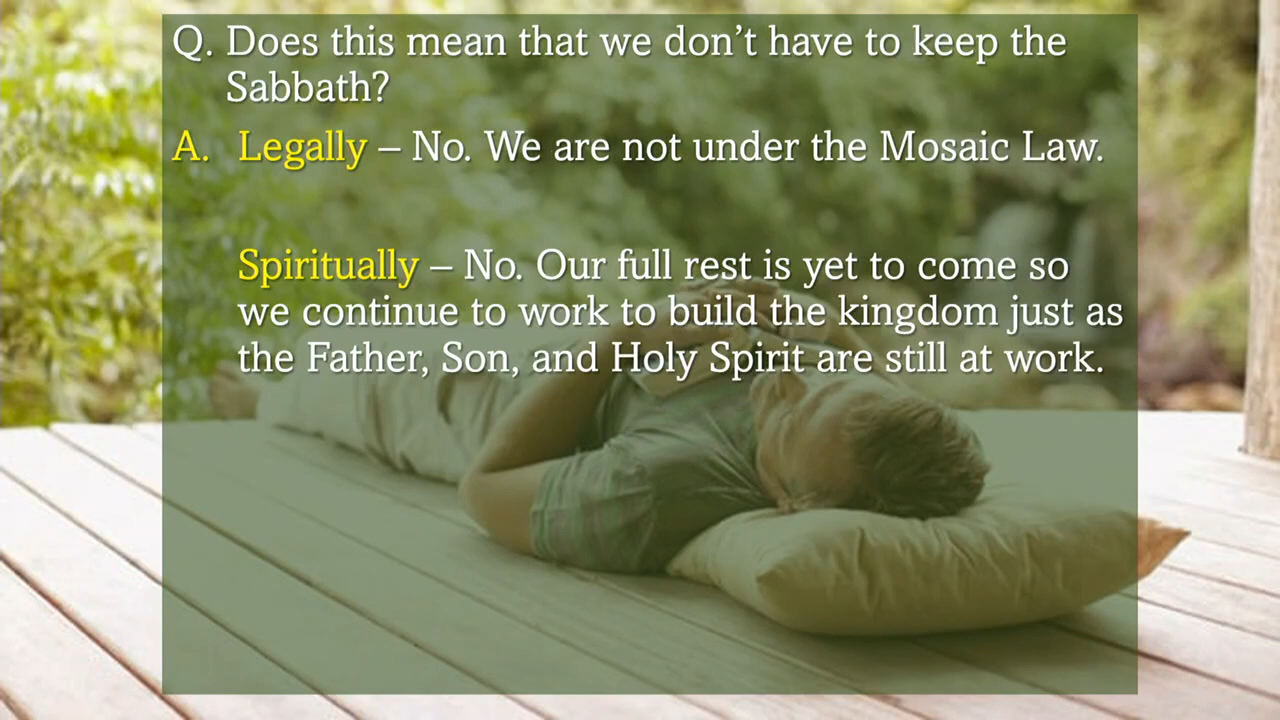 Q. Does this mean that we don’t have to keep the
Sabbath?
A. Legally – No. We are not under the Mosaic Law.
Spiritually – No. Our full rest is yet to come so
we continue to work to build the kingdom just as
the Father, Son, and Holy Spirit are still at work.